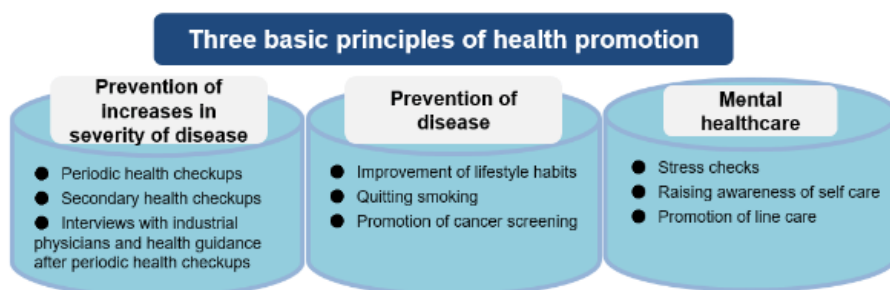 Three basic principles of health promotion
Prevention of
increases in
severity of disease
● Periodic health checkups
● Secondary health checkups
● Interviews with industrial
physicians and health guidance
after periodic health checkups
Prevention of
disease
● Improvement of lifestyle habits
● Quitting smoking
● Promotion of cancer screening
Mental
healthcare
● Stress checks
● Raising awareness of self care
● Promotion of line care